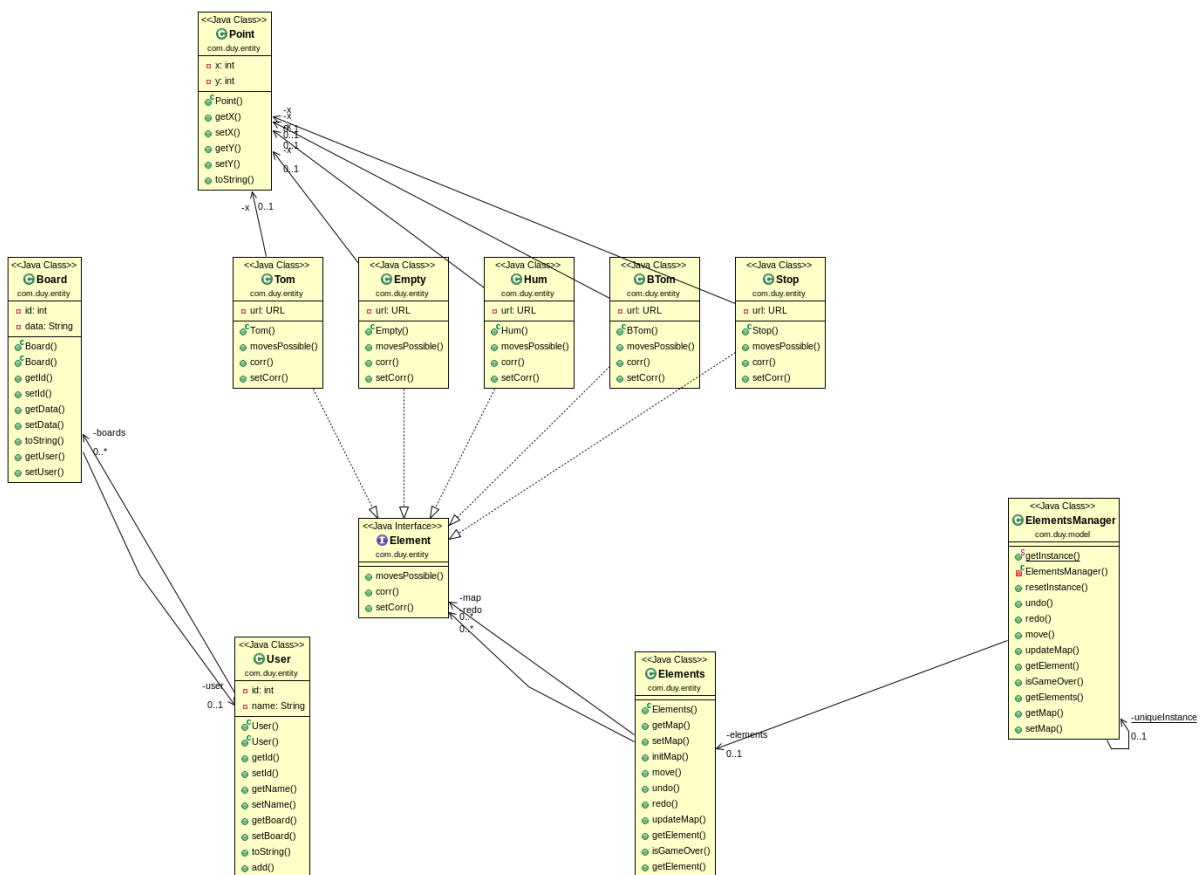 <<Java Class>>
Point
com.duy.entity
x: int
y: int
Point()
getX()
setX()
getY()
setY()
toString()
-x
-x
0..1
0..1
0..1
-x
0..1
-x
0..1
<<Java Class>>
Board
com.duy.entity
id: int
data: String
Board()
Board()
getId()
setId()
getData()
setData()
toString()
getUser()
setUser()
<<Java Class>>
Tom
com.duy.entity
url: URL
Tom()
movesPossible()
corr()
setCorr()
<<Java Class>>
Empty
com.duy.entity
url: URL
Empty()
movesPossible()
corr()
setCorr()
<<Java Class>>
Hum
com.duy.entity
url: URL
Hum()
movesPossible()
corr()
setCorr()
<<Java Class>>
BTom
com.duy.entity
url: URL
BTom()
movesPossible()
corr()
setCorr()
<<Java Class>>
Stop
com.duy.entity
url: URL
Stop()
movesPossible()
corr()
setCorr()
-boards
0..*
<<Java Interface>>
Element
com.duy.entity
movesPossible()
corr()
setCorr()
-map
-redo
0..*
0..*
<<Java Class>>
ElementsManager
com.duy.model
getInstance()
ElementsManager()
resetInstance()
undo()
redo()
move()
updateMap()
getElement()
isGameOver()
getElements()
getMap()
setMap()
-uniqueInstance
0..1
-user
0..1
<<Java Class>>
User
com.duy.entity
id: int
name: String
User()
User()
getId()
setId()
getName()
setName()
getBoard()
setBoard()
toString()
add()
<<Java Class>>
Elements
com.duy.entity
Elements()
getMap()
setMap()
initMap()
move()
undo()
redo()
updateMap()
getElement()
isGameOver()
getElement()
-elements
0..1